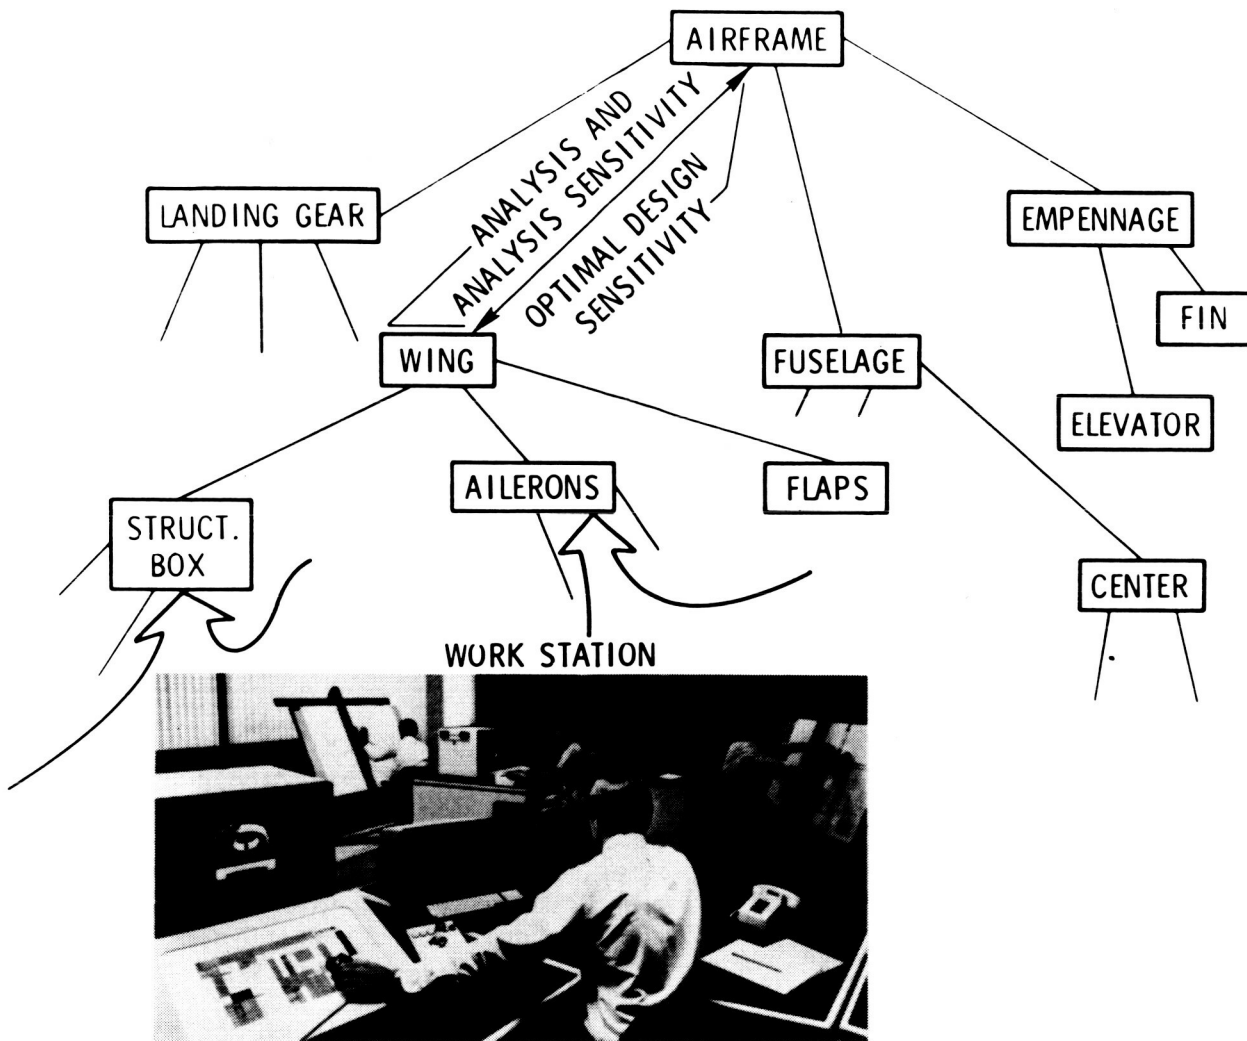 AIRFRAME
ANALYSIS AND
ANALYSIS SENSITIVITY
OPTIMAL DESIGN
SENSITIVITY
LANDING GEAR
EMPENNAGE
FIN
WING
FUSELAGE
ELEVATOR
AILERONS
FLAPS
STRUCT.
BOX
CENTER
WORK STATION